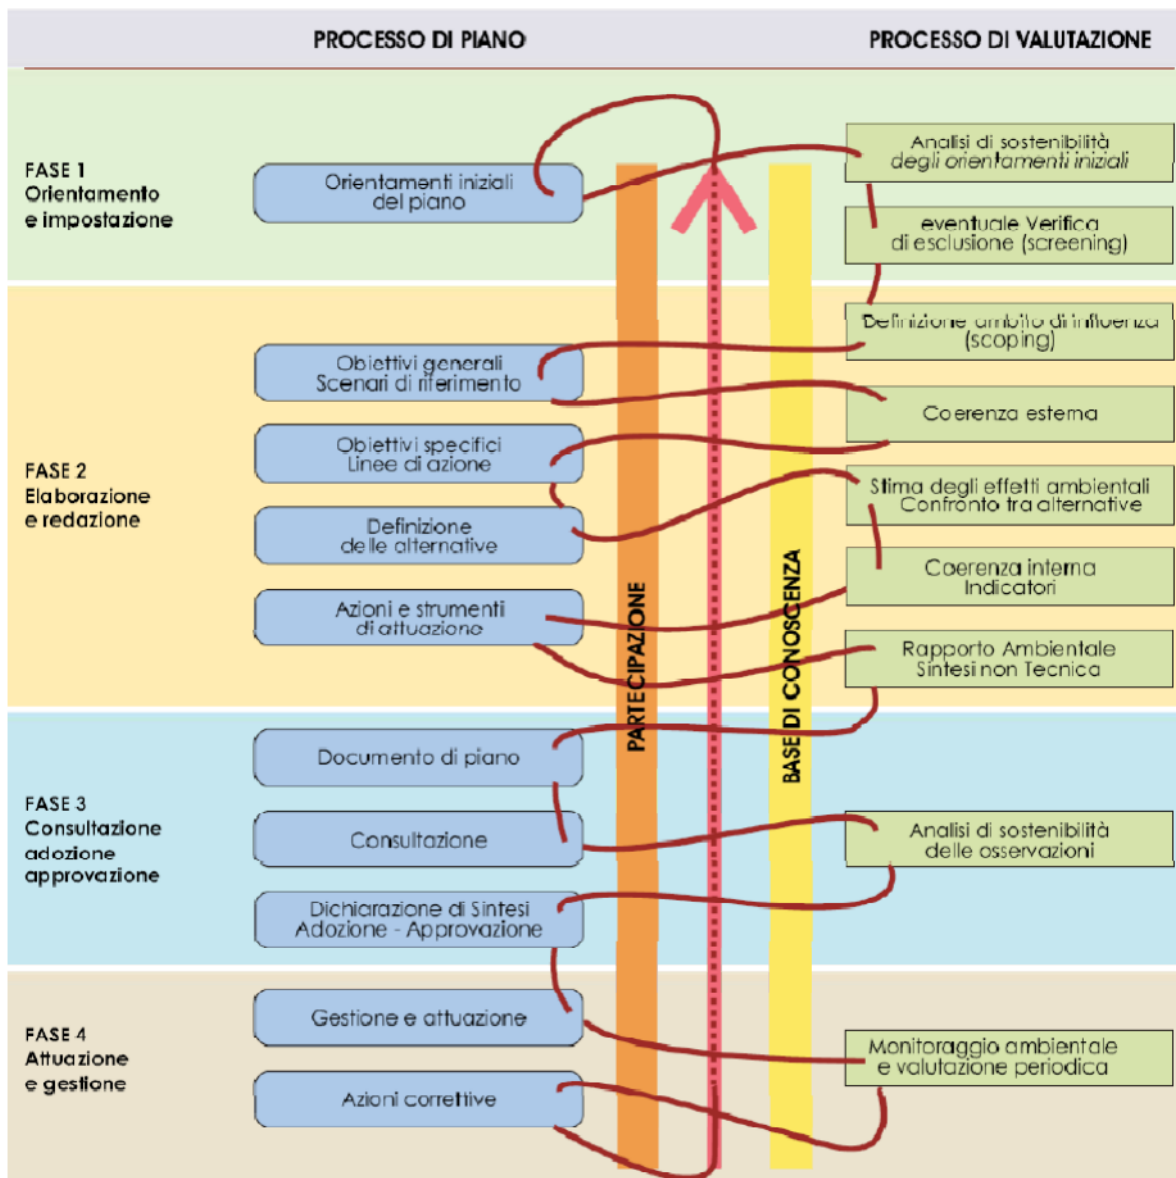 PROCESSO DI PIANO
PROCESSO DI VALUTAZIONE
FASE 1
Orientamento
e impostazione
Orientamenti iniziali
del piano
Analisi di sostenibilità
degli orientamenti iniziali
eventuale Verifica
di esclusione (screening)
FASE 2
Elaborazione
e redazione
Definizione ambito di influenza
(scoping)
Obiettivi generali
Scenari di riferimento
Coerenza esterna
Obiettivi specifici
Linee di azione
Stima degli effetti ambientali
Confronto tra alternative
Definizione
delle alternative
Coerenza interna
Indicatori
Azioni e strumenti
di attuazione
Rapporto Ambientale
Sintesi non Tecnica
PARTECIPAZIONE
BASE DI CONOSCENZA
FASE 3
Consultazione
adozione
approvazione
Documento di piano
Consultazione
Analisi di sostenibilità
delle osservazioni
Dichiarazione di Sintesi
Adozione - Approvazione
FASE 4
Attuazione
e gestione
Gestione e attuazione
Monitoraggio ambientale
e valutazione periodica
Azioni correttive